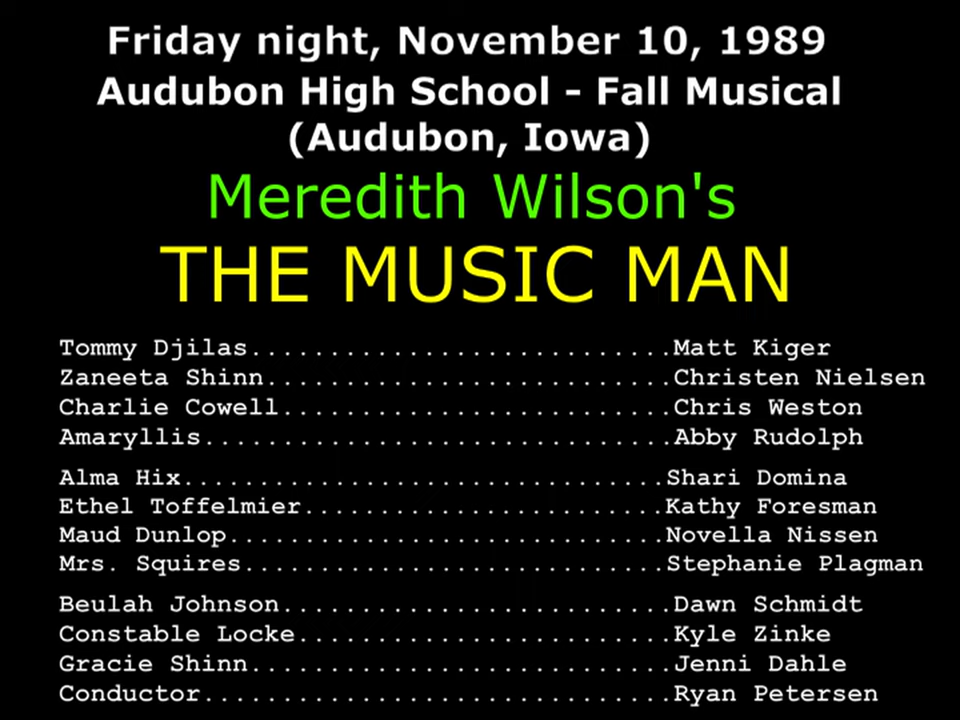 Friday night, November 10, 1989
Audubon High School - Fall Musical
(Audubon, Iowa)
Meredith Wilson's
THE MUSIC MAN
Tommy Djilas...........................Matt Kiger
Zaneeta Shinn..........................Christen Nielsen
Charlie Cowell.........................Chris Weston
Amaryllis..............................Abby Rudolph
Alma Hix................................Shari Domina
Ethel Toffelmier........................Kathy Foresman
Maud Dunlop.............................Novella Nissen
Mrs. Squires............................Stephanie Plagman
Beulah Johnson.........................Dawn Schmidt
Constable Locke........................Kyle Zinke
Gracie Shinn...........................Jenni Dahle
Conductor..............................Ryan Petersen